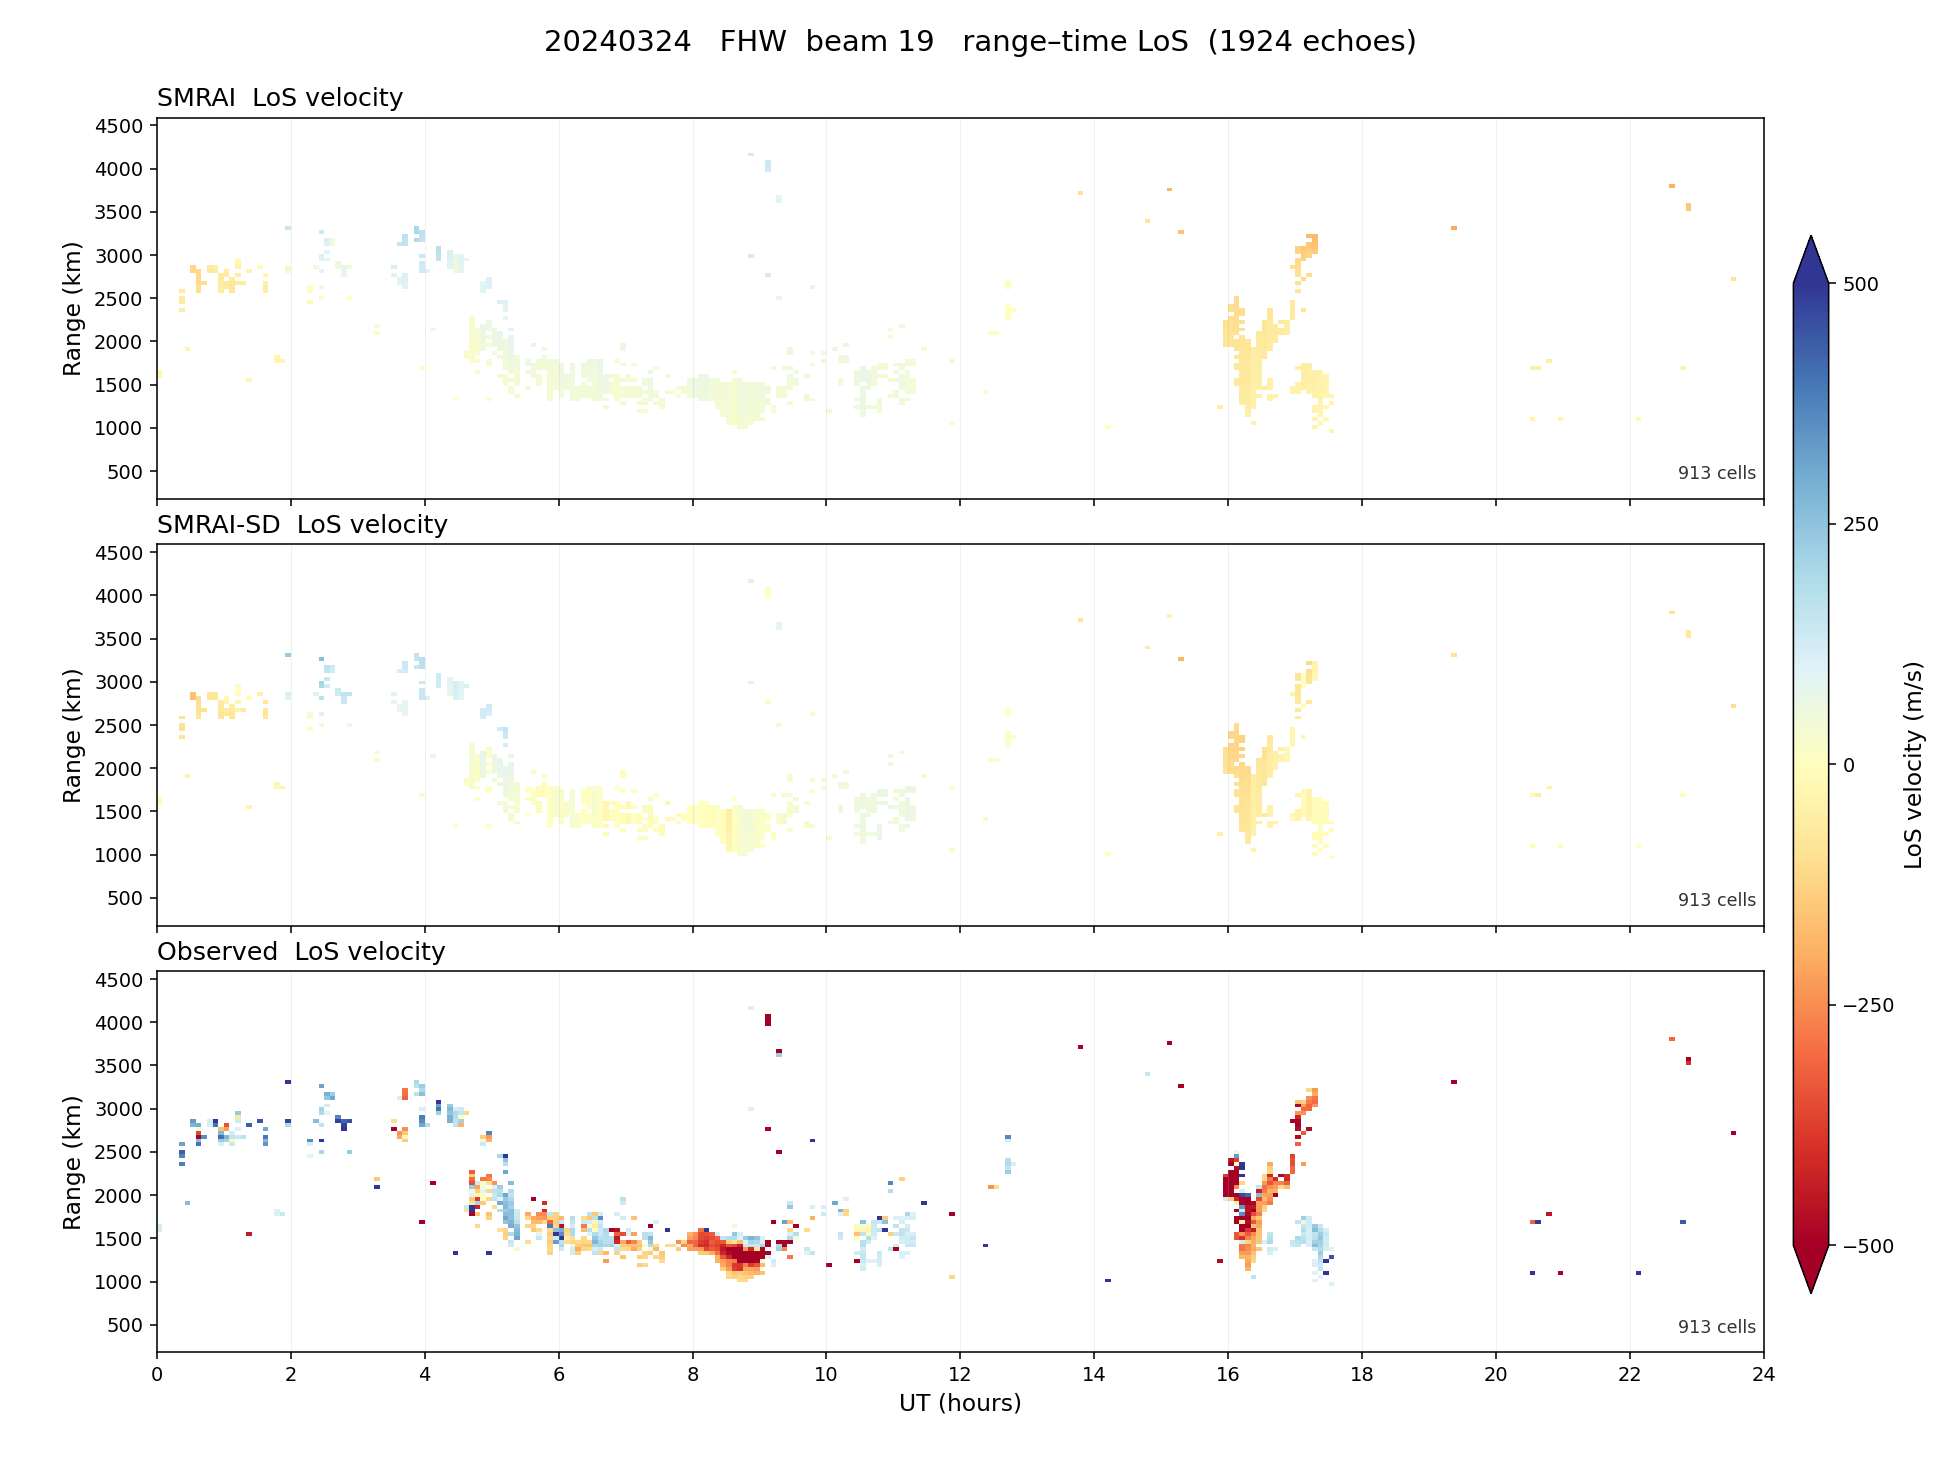 20240324 FHW beam 19 range–time LoS (1924 echoes)
SMRAI LoS velocity
4500
4000
3500
3000
2500
2000
1500
1000
500
Range (km)
913 cells
SMRAI-SD LoS velocity
4500
4000
3500
3000
2500
2000
1500
1000
500
Range (km)
913 cells
Observed LoS velocity
4500
4000
3500
3000
2500
2000
1500
1000
500
Range (km)
913 cells
0 2 4 6 8 10 12 14 16 18 20 22 24
UT (hours)
500
250
0
−250
−500
LoS velocity (m/s)